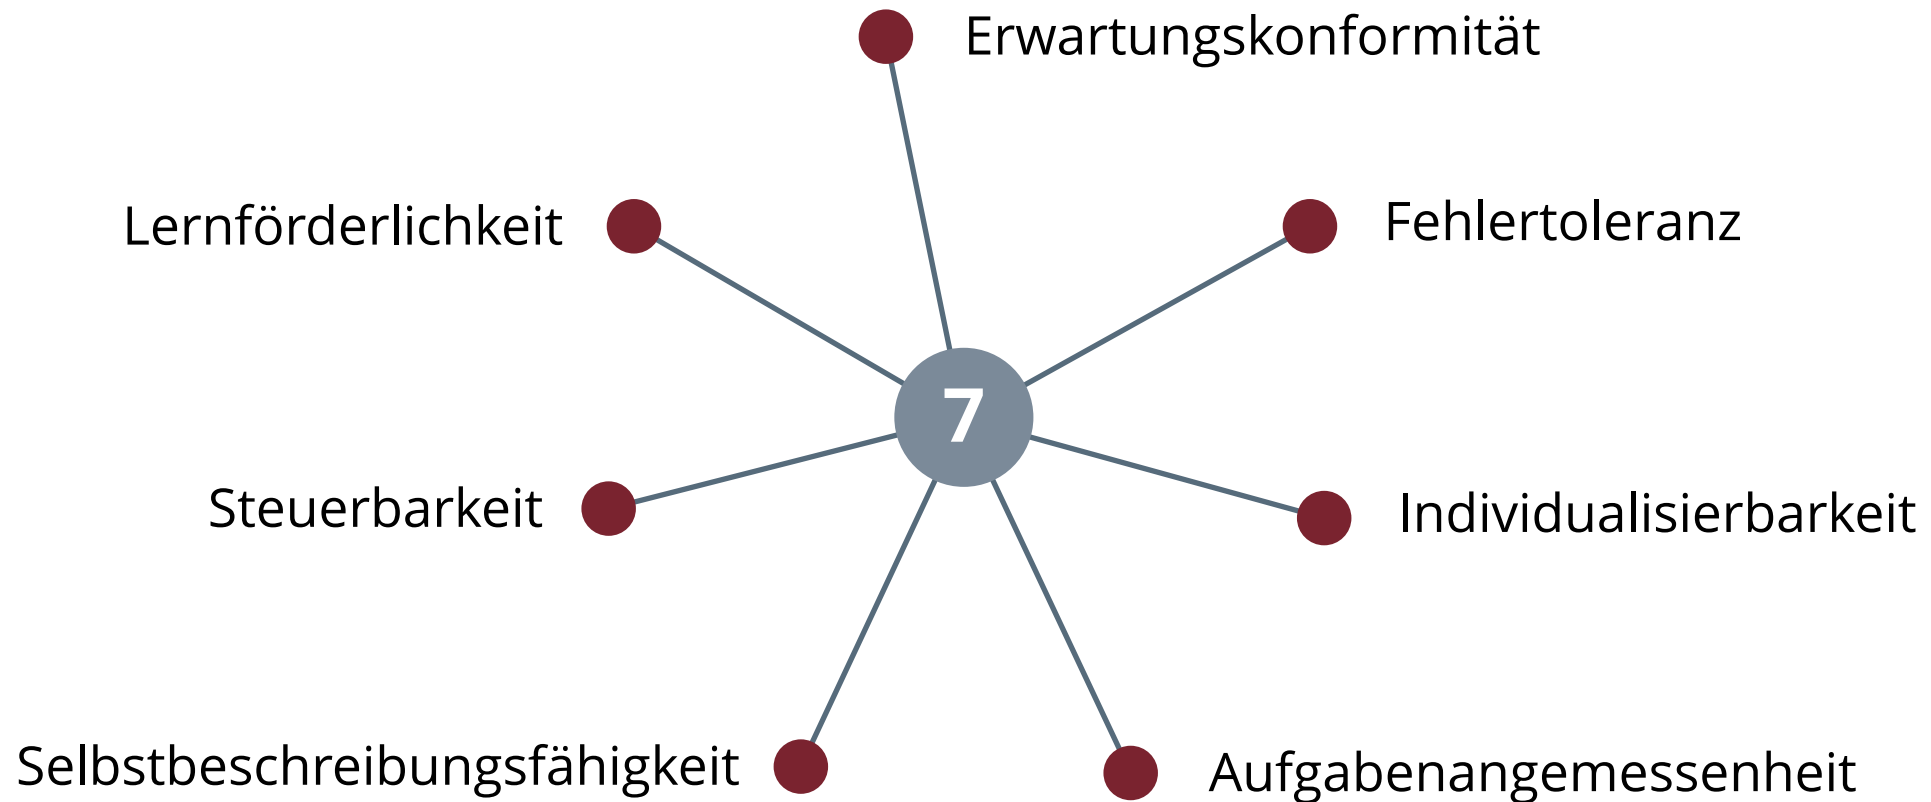 Erwartungskonformität
Lernförderlichkeit
Fehlertoleranz
7
Steuerbarkeit
Individualisierbarkeit
Selbstbeschreibungsfähigkeit
Aufgabenangemessenheit